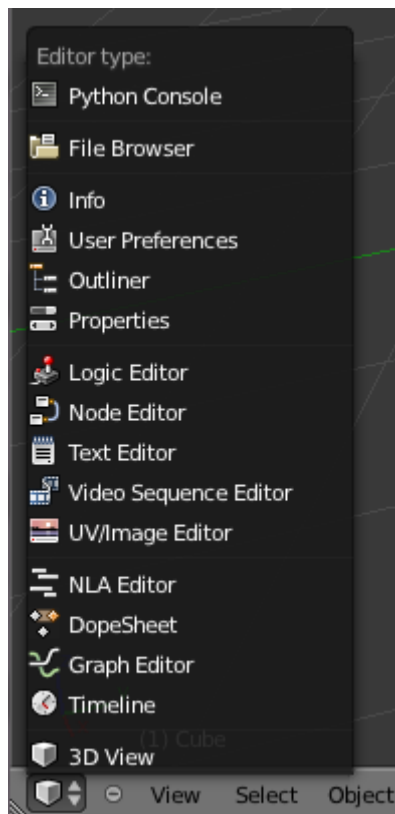 Editor type:
Python Console
File Browser
Info
User Preferences
Outliner
Properties
Logic Editor
Node Editor
Text Editor
Video Sequence Editor
UV/Image Editor
NLA Editor
DopeSheet
Graph Editor
Timeline
(1) Cube
3D View
View Select Object